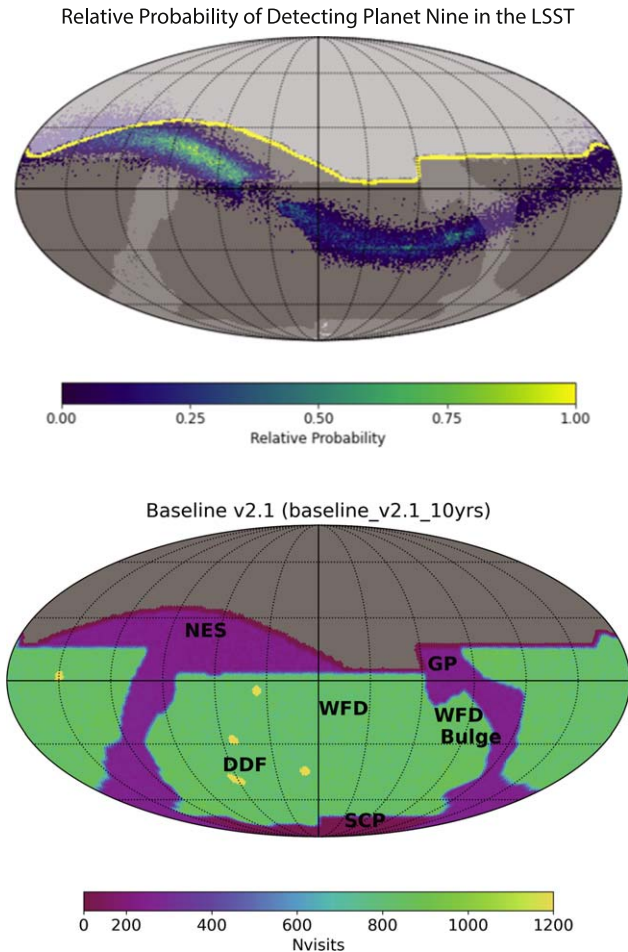 Relative Probability of Detecting Planet Nine in the LSST
0.00 0.25 0.50 0.75 1.00
Relative Probability
Baseline v2.1 (baseline_v2.1_10yrs)
NES
GP
WFD
WFD
Bulge
DDF
SCP
0 200 400 600 800 1000 1200
Nvisits